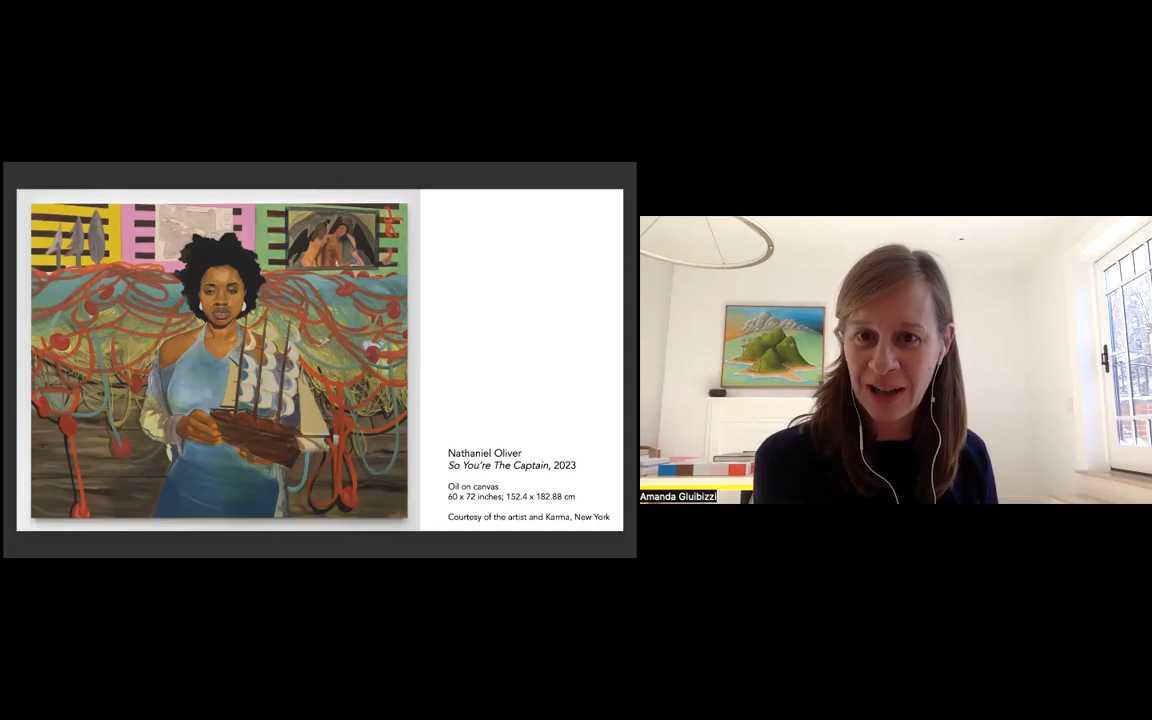 Nathaniel Oliver
So You're The Captain, 2023
Oil on canvas
60 x 72 inches; 152.4 x 182.88 cm
Courtesy of the artist and Karma, New York
Amanda Gluibizzi